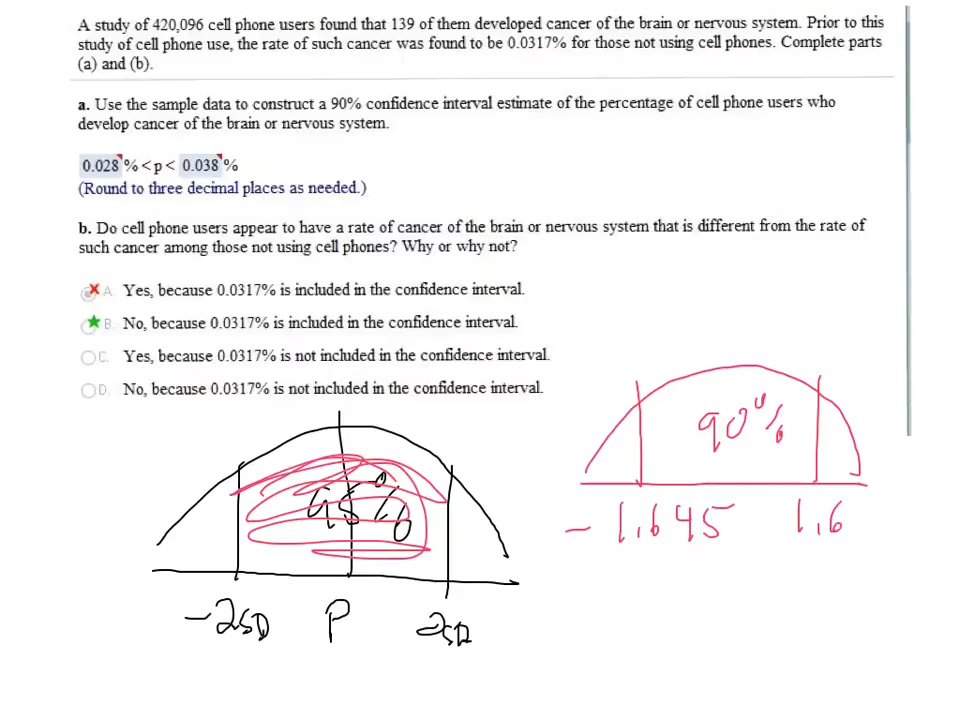 A study of 420,096 cell phone users found that 139 of them developed cancer of the brain or nervous system. Prior to this
study of cell phone use, the rate of such cancer was found to be 0.0317% for those not using cell phones. Complete parts
(a) and (b).
a. Use the sample data to construct a 90% confidence interval estimate of the percentage of cell phone users who
develop cancer of the brain or nervous system.
0.028 % < p < 0.038 %
(Round to three decimal places as needed.)
b. Do cell phone users appear to have a rate of cancer of the brain or nervous system that is different from the rate of
such cancer among those not using cell phones? Why or why not?
A. Yes, because 0.0317% is included in the confidence interval.
B. No, because 0.0317% is included in the confidence interval.
C. Yes, because 0.0317% is not included in the confidence interval.
D. No, because 0.0317% is not included in the confidence interval.
90%
95%
-1.645 1.6
-2SD P 2SD